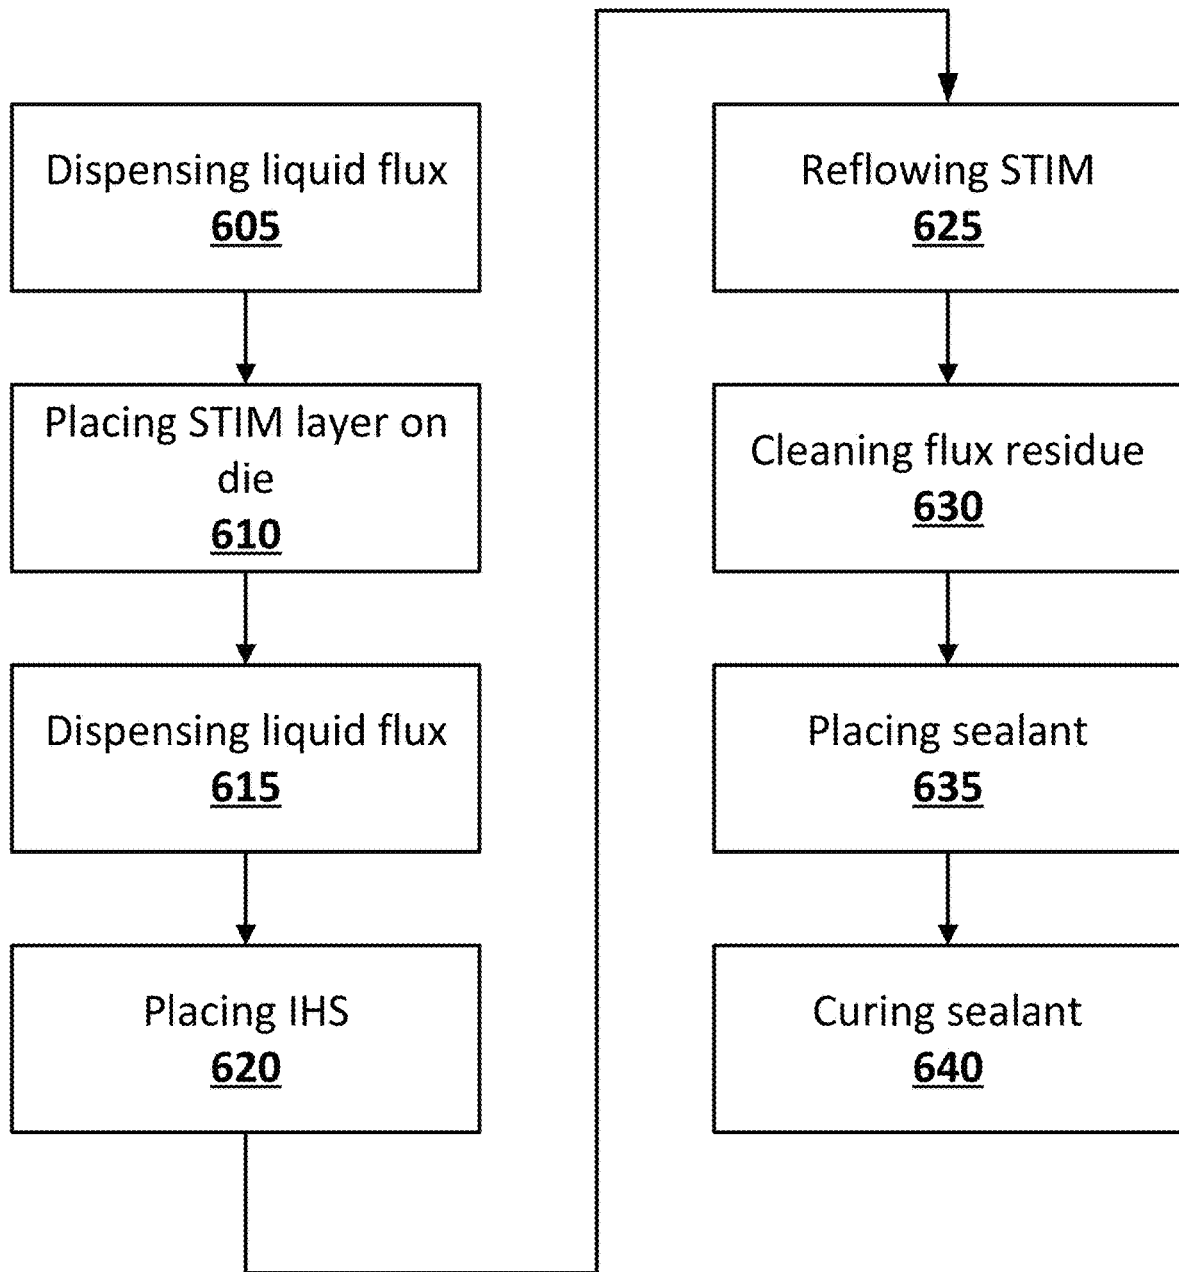 Dispensing liquid flux
605
Placing STIM layer on
die
610
Dispensing liquid flux
615
Placing IHS
620
Reflowing STIM
625
Cleaning flux residue
630
Placing sealant
635
Curing sealant
640